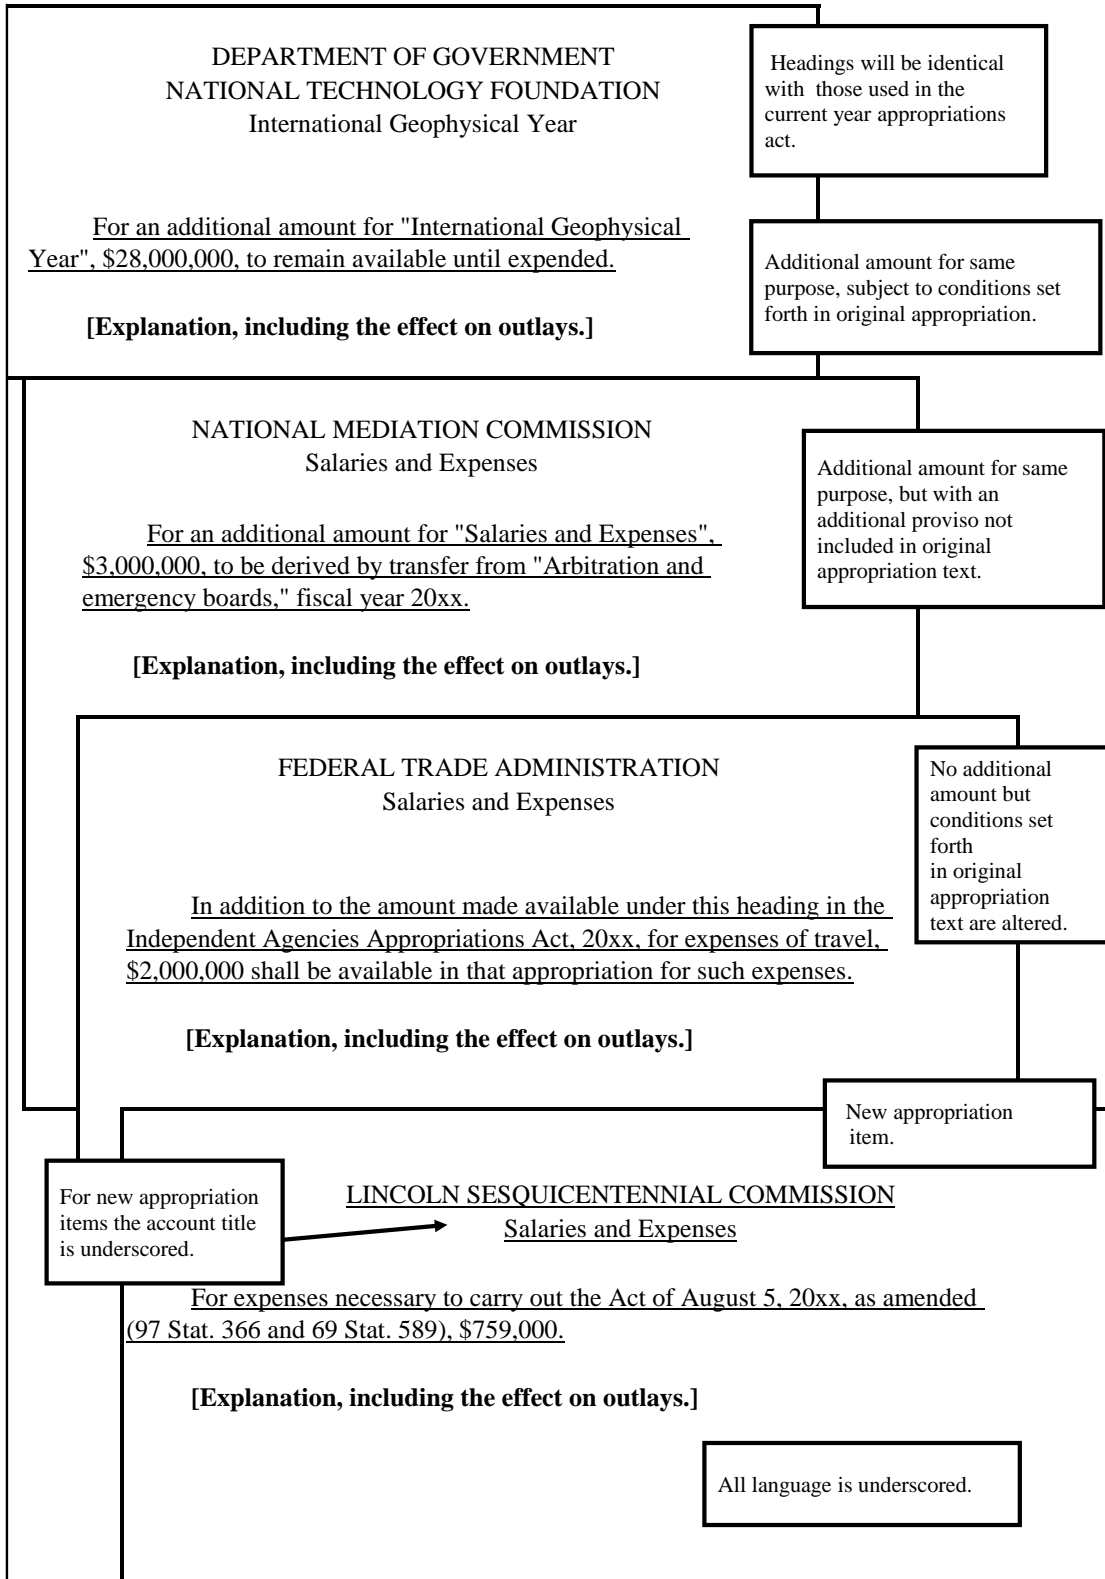 DEPARTMENT OF GOVERNMENT
NATIONAL TECHNOLOGY FOUNDATION
International Geophysical Year
Headings will be identical
with those used in the
current year appropriations
act.
For an additional amount for "International Geophysical
Year", $28,000,000, to remain available until expended.
Additional amount for same
purpose, subject to conditions set
forth in original appropriation.
[Explanation, including the effect on outlays.]
NATIONAL MEDIATION COMMISSION
Salaries and Expenses
Additional amount for same
purpose, but with an
additional proviso not
included in original
appropriation text.
For an additional amount for "Salaries and Expenses",
$3,000,000, to be derived by transfer from "Arbitration and
emergency boards," fiscal year 20xx.
[Explanation, including the effect on outlays.]
FEDERAL TRADE ADMINISTRATION
Salaries and Expenses
No additional
amount but
conditions set
forth
in original
appropriation
text are altered.
In addition to the amount made available under this heading in the
Independent Agencies Appropriations Act, 20xx, for expenses of travel,
$2,000,000 shall be available in that appropriation for such expenses.
[Explanation, including the effect on outlays.]
New appropriation
item.
For new appropriation
items the account title
is underscored.
LINCOLN SESQUICENTENNIAL COMMISSION
Salaries and Expenses
For expenses necessary to carry out the Act of August 5, 20xx, as amended
(97 Stat. 366 and 69 Stat. 589), $759,000.
[Explanation, including the effect on outlays.]
All language is underscored.